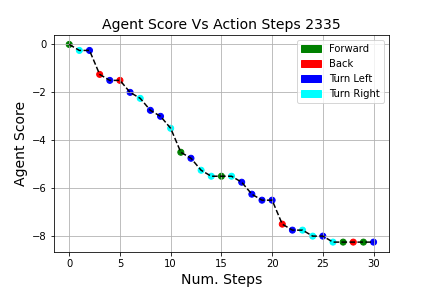 Agent Score Vs Action Steps 2335
Forward
Back
Turn Left
Turn Right
0
−2
−4
−6
−8
Agent Score
0 5 10 15 20 25 30
Num. Steps